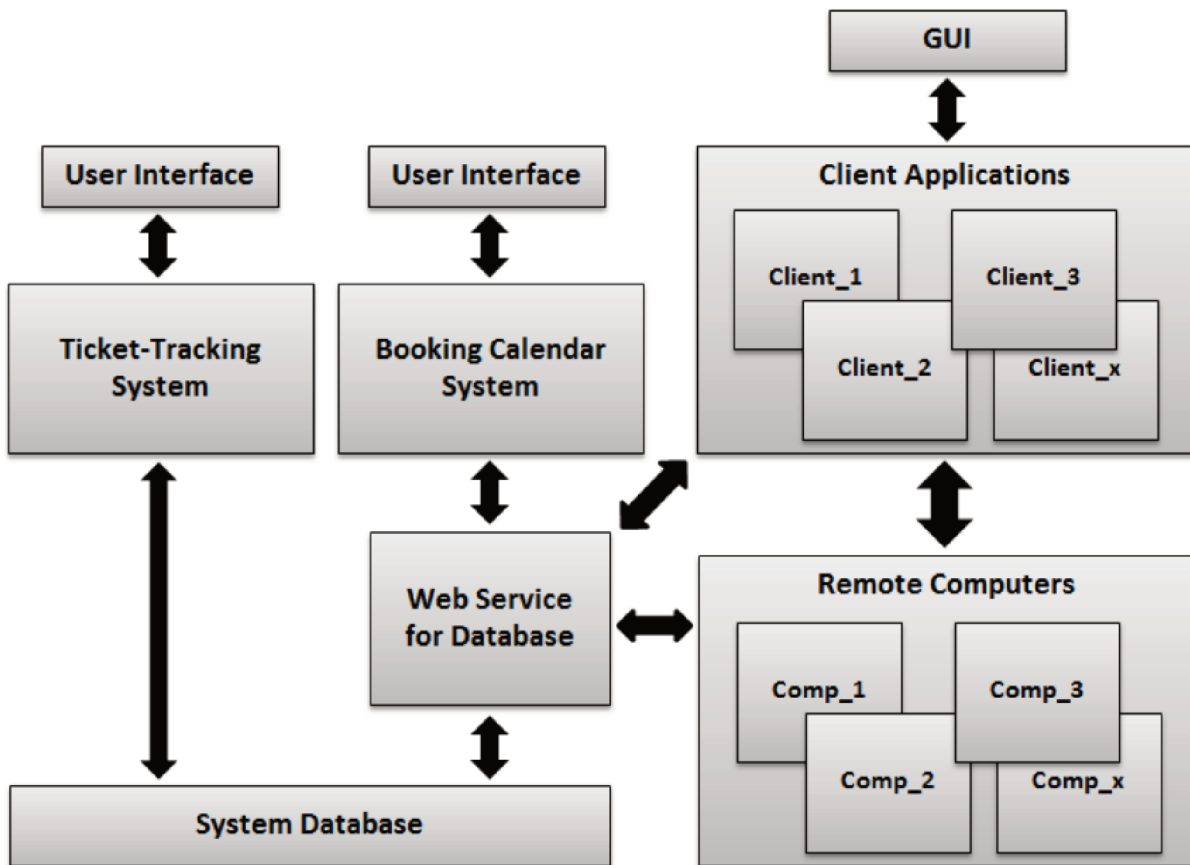 GUI
User Interface
User Interface
Client Applications
Client_1
Client_3
Client_2
Client_x
Ticket-Tracking
System
Booking Calendar
System
Web Service
for Database
Remote Computers
Comp_1
Comp_3
Comp_2
Comp_x
System Database